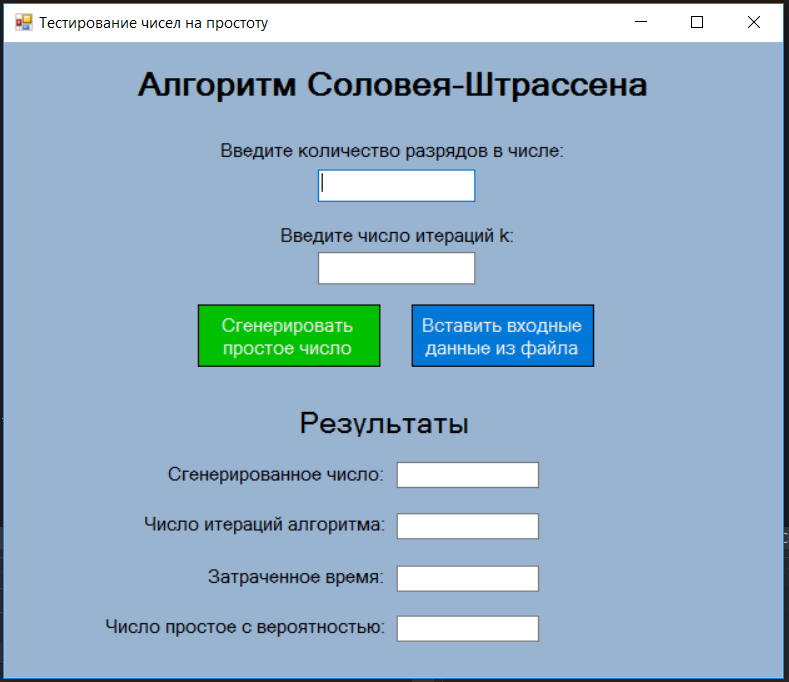 Тестирование чисел на простоту
Алгоритм Соловея-Штрассена
Введите количество разрядов в числе:
Введите число итераций k:
Сгенерировать
простое число
Вставить входные
данные из файла
Результаты
Сгенерированное число:
Число итераций алгоритма:
Затраченное время:
Число простое с вероятностью: